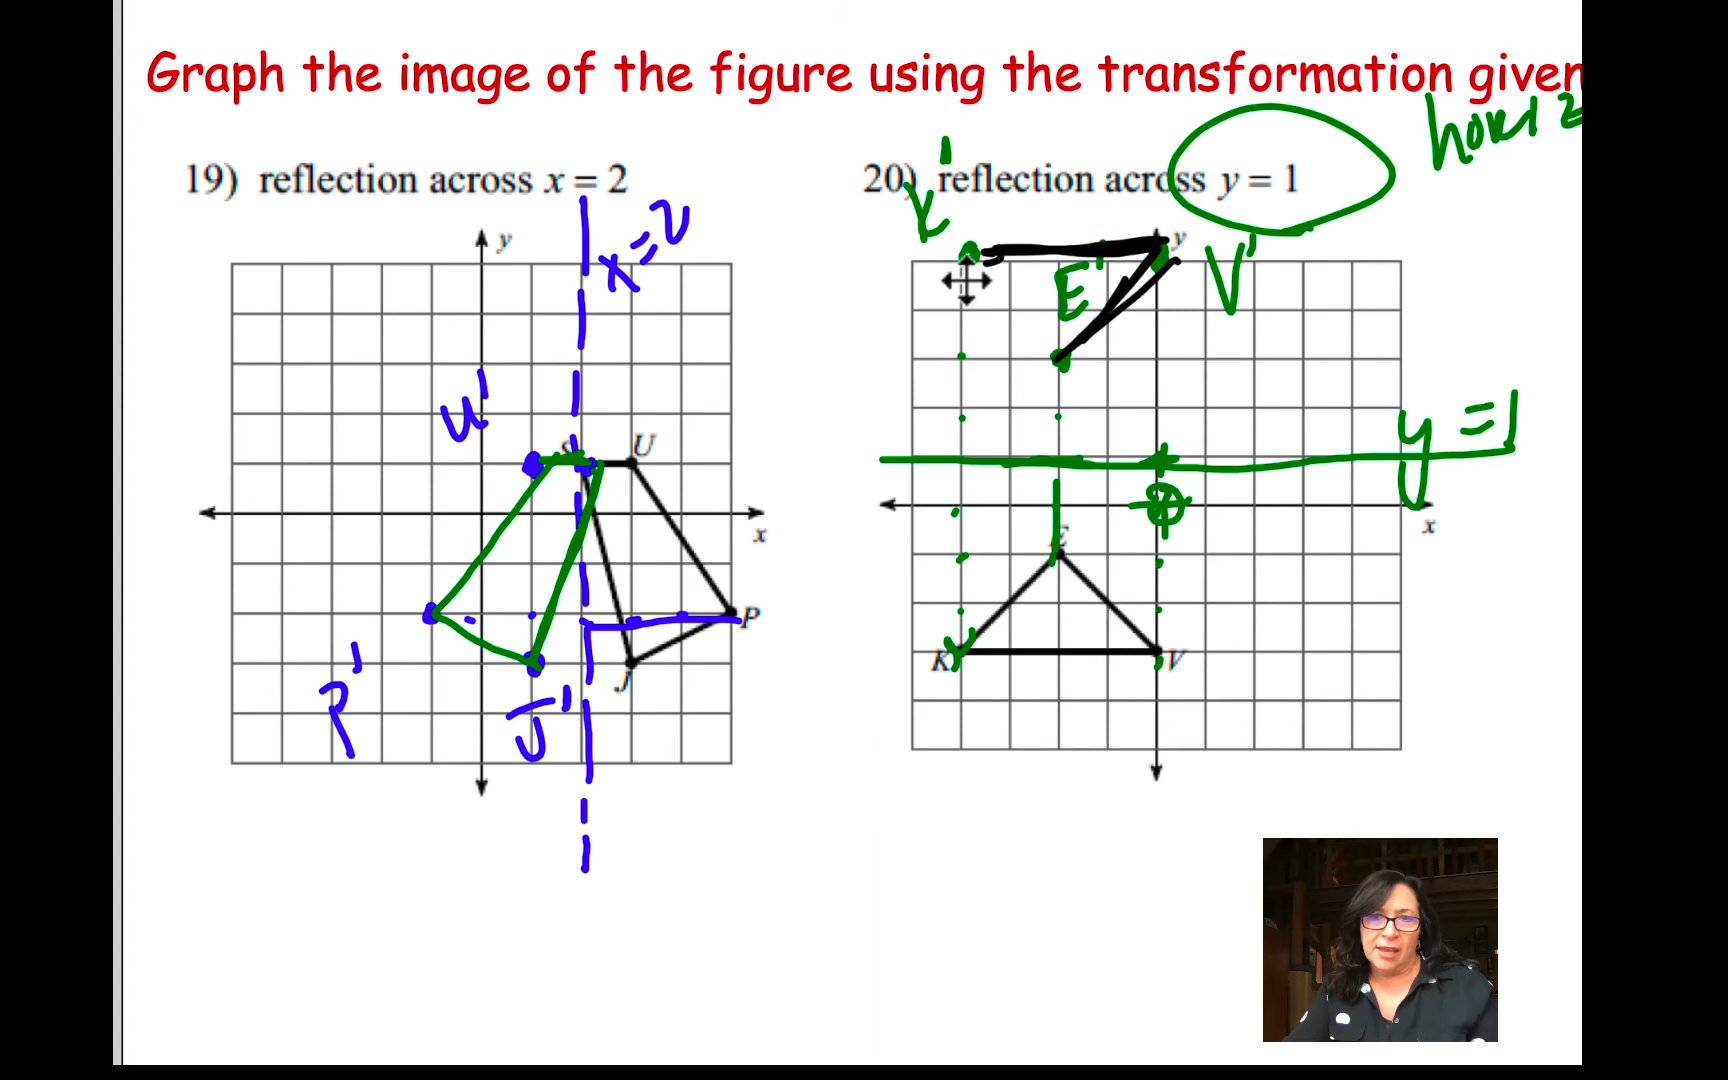 Graph the image of the figure using the transformation given
19) reflection across x = 2
20) reflection across y = 1
x = 2
y
U'
S
U
x
P
J
P'
J'
K'
y
E'
V'
y = 1
x
E
K
V